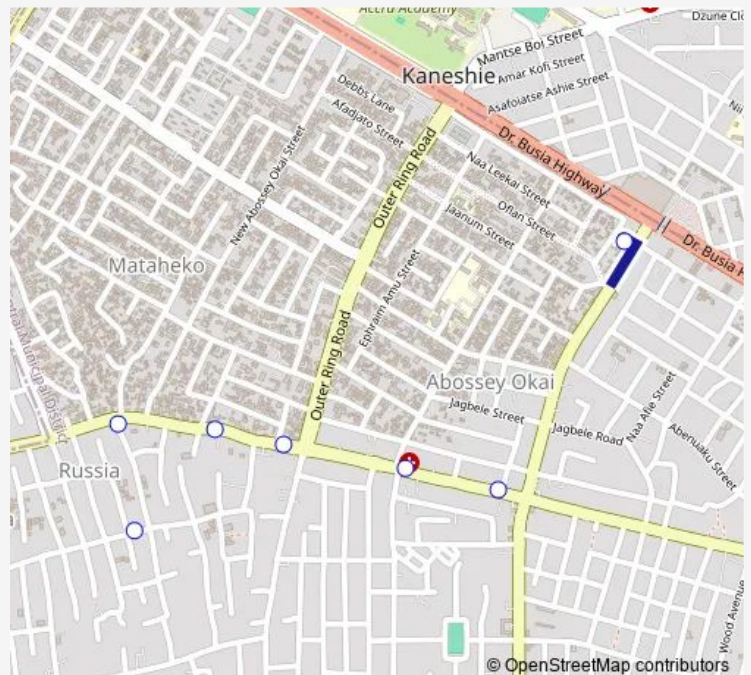 Accra Academy
Dzune Clo
Mantse Boi Street
Kaneshie
Amar Kofi Street
Asafoiatse Ashie Street
Debbs Lane
Afadjato Street
Dr. Busia Highway
Naa Leekai Street
New Abossey Okai Street
Outer Ring Road
Oflan Street
Jaanum Street
Dr. Busia H
Mataheko
Ephraim Amu Street
Outer Ring Road
Abossey Okai
Naa Afie Street
Jagbele Street
Jagbele Road
Abenuaku Street
Russia
Wood Avenue
© OpenStreetMap contributors